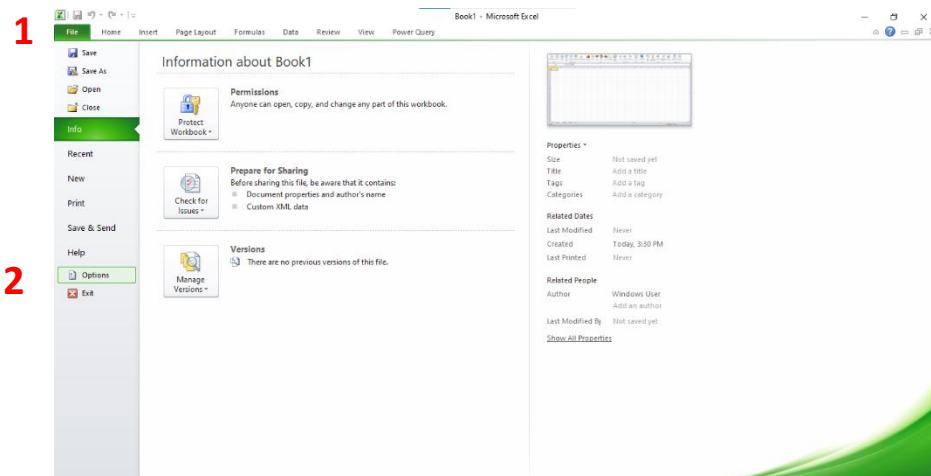 Book1 - Microsoft Excel
1
File Home Insert Page Layout Formulas Data Review View Power Query
Save
Save As
Open
Close
Info
Recent
New
Print
Save & Send
Help
2
Options
Exit
Information about Book1
Protect
Workbook
Permissions
Anyone can open, copy, and change any part of this workbook.
Check for
Issues
Prepare for Sharing
Before sharing this file, be aware that it contains:
Document properties and author's name
Custom XML data
Manage
Versions
Versions
There are no previous versions of this file.
Properties
Size Not saved yet
Title Add a title
Tags Add a tag
Categories Add a category
Related Dates
Last Modified Never
Created Today, 3:30 PM
Last Printed Never
Related People
Author Windows User
Add an author
Last Modified By Not saved yet
Show All Properties